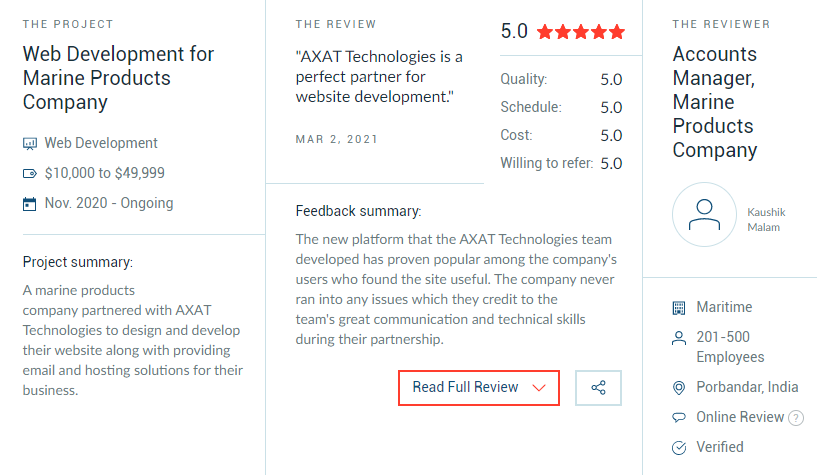 THE PROJECT
Web Development for
Marine Products
Company
Web Development
$10,000 to $49,999
Nov. 2020 - Ongoing
Project summary:
A marine products
company partnered with AXAT
Technologies to design and develop
their website along with providing
email and hosting solutions for their
business.
THE REVIEW
"AXAT Technologies is a
perfect partner for
website development."
MAR 2, 2021
5.0
Quality: 5.0
Schedule: 5.0
Cost: 5.0
Willing to refer: 5.0
Feedback summary:
The new platform that the AXAT Technologies team
developed has proven popular among the company's
users who found the site useful. The company never
ran into any issues which they credit to the
team's great communication and technical skills
during their partnership.
Read Full Review
THE REVIEWER
Accounts
Manager,
Marine
Products
Company
Kaushik
Malam
Maritime
201-500
Employees
Porbandar, India
Online Review ?
Verified